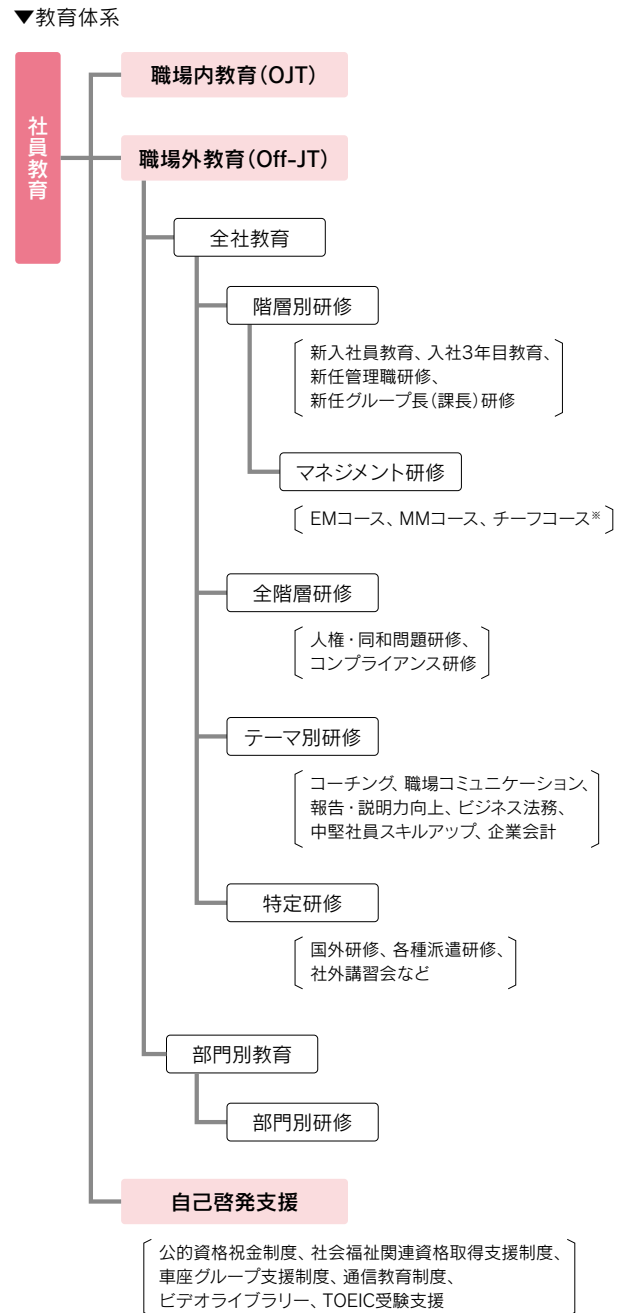 ▼教育体系
社員教育
職場内教育(OJT)
職場外教育(Off-JT)
全社教育
階層別研修
新入社員教育、入社3年目教育、
新任管理職研修、
新任グループ長(課長)研修
マネジメント研修
EMコース、MMコース、チーフコース※
全階層研修
人権・同和問題研修、
コンプライアンス研修
テーマ別研修
コーチング、職場コミュニケーション、
報告・説明力向上、ビジネス法務、
中堅社員スキルアップ、企業会計
特定研修
国外研修、各種派遣研修、
社外講習会など
部門別教育
部門別研修
自己啓発支援
公的資格祝金制度、社会福祉関連資格取得支援制度、
車座グループ支援制度、通信教育制度、
ビデオライブラリー、TOEIC受験支援